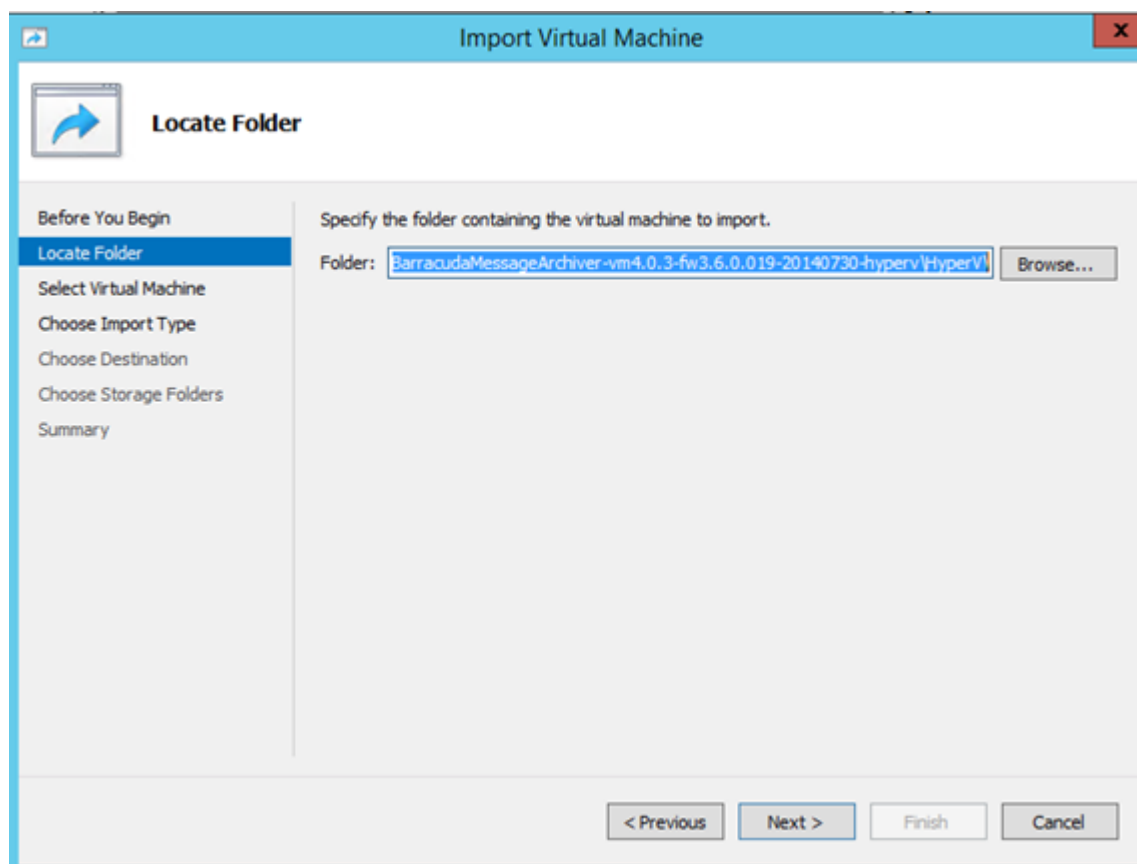 Import Virtual Machine
x
Locate Folder
Before You Begin
Locate Folder
Select Virtual Machine
Choose Import Type
Choose Destination
Choose Storage Folders
Summary
Specify the folder containing the virtual machine to import.
Folder: BarracudaMessageArchiver-vm4.0.3-fw3.6.0.019-20140730-hyperv\HyperV\ Browse...
< Previous Next > Finish Cancel